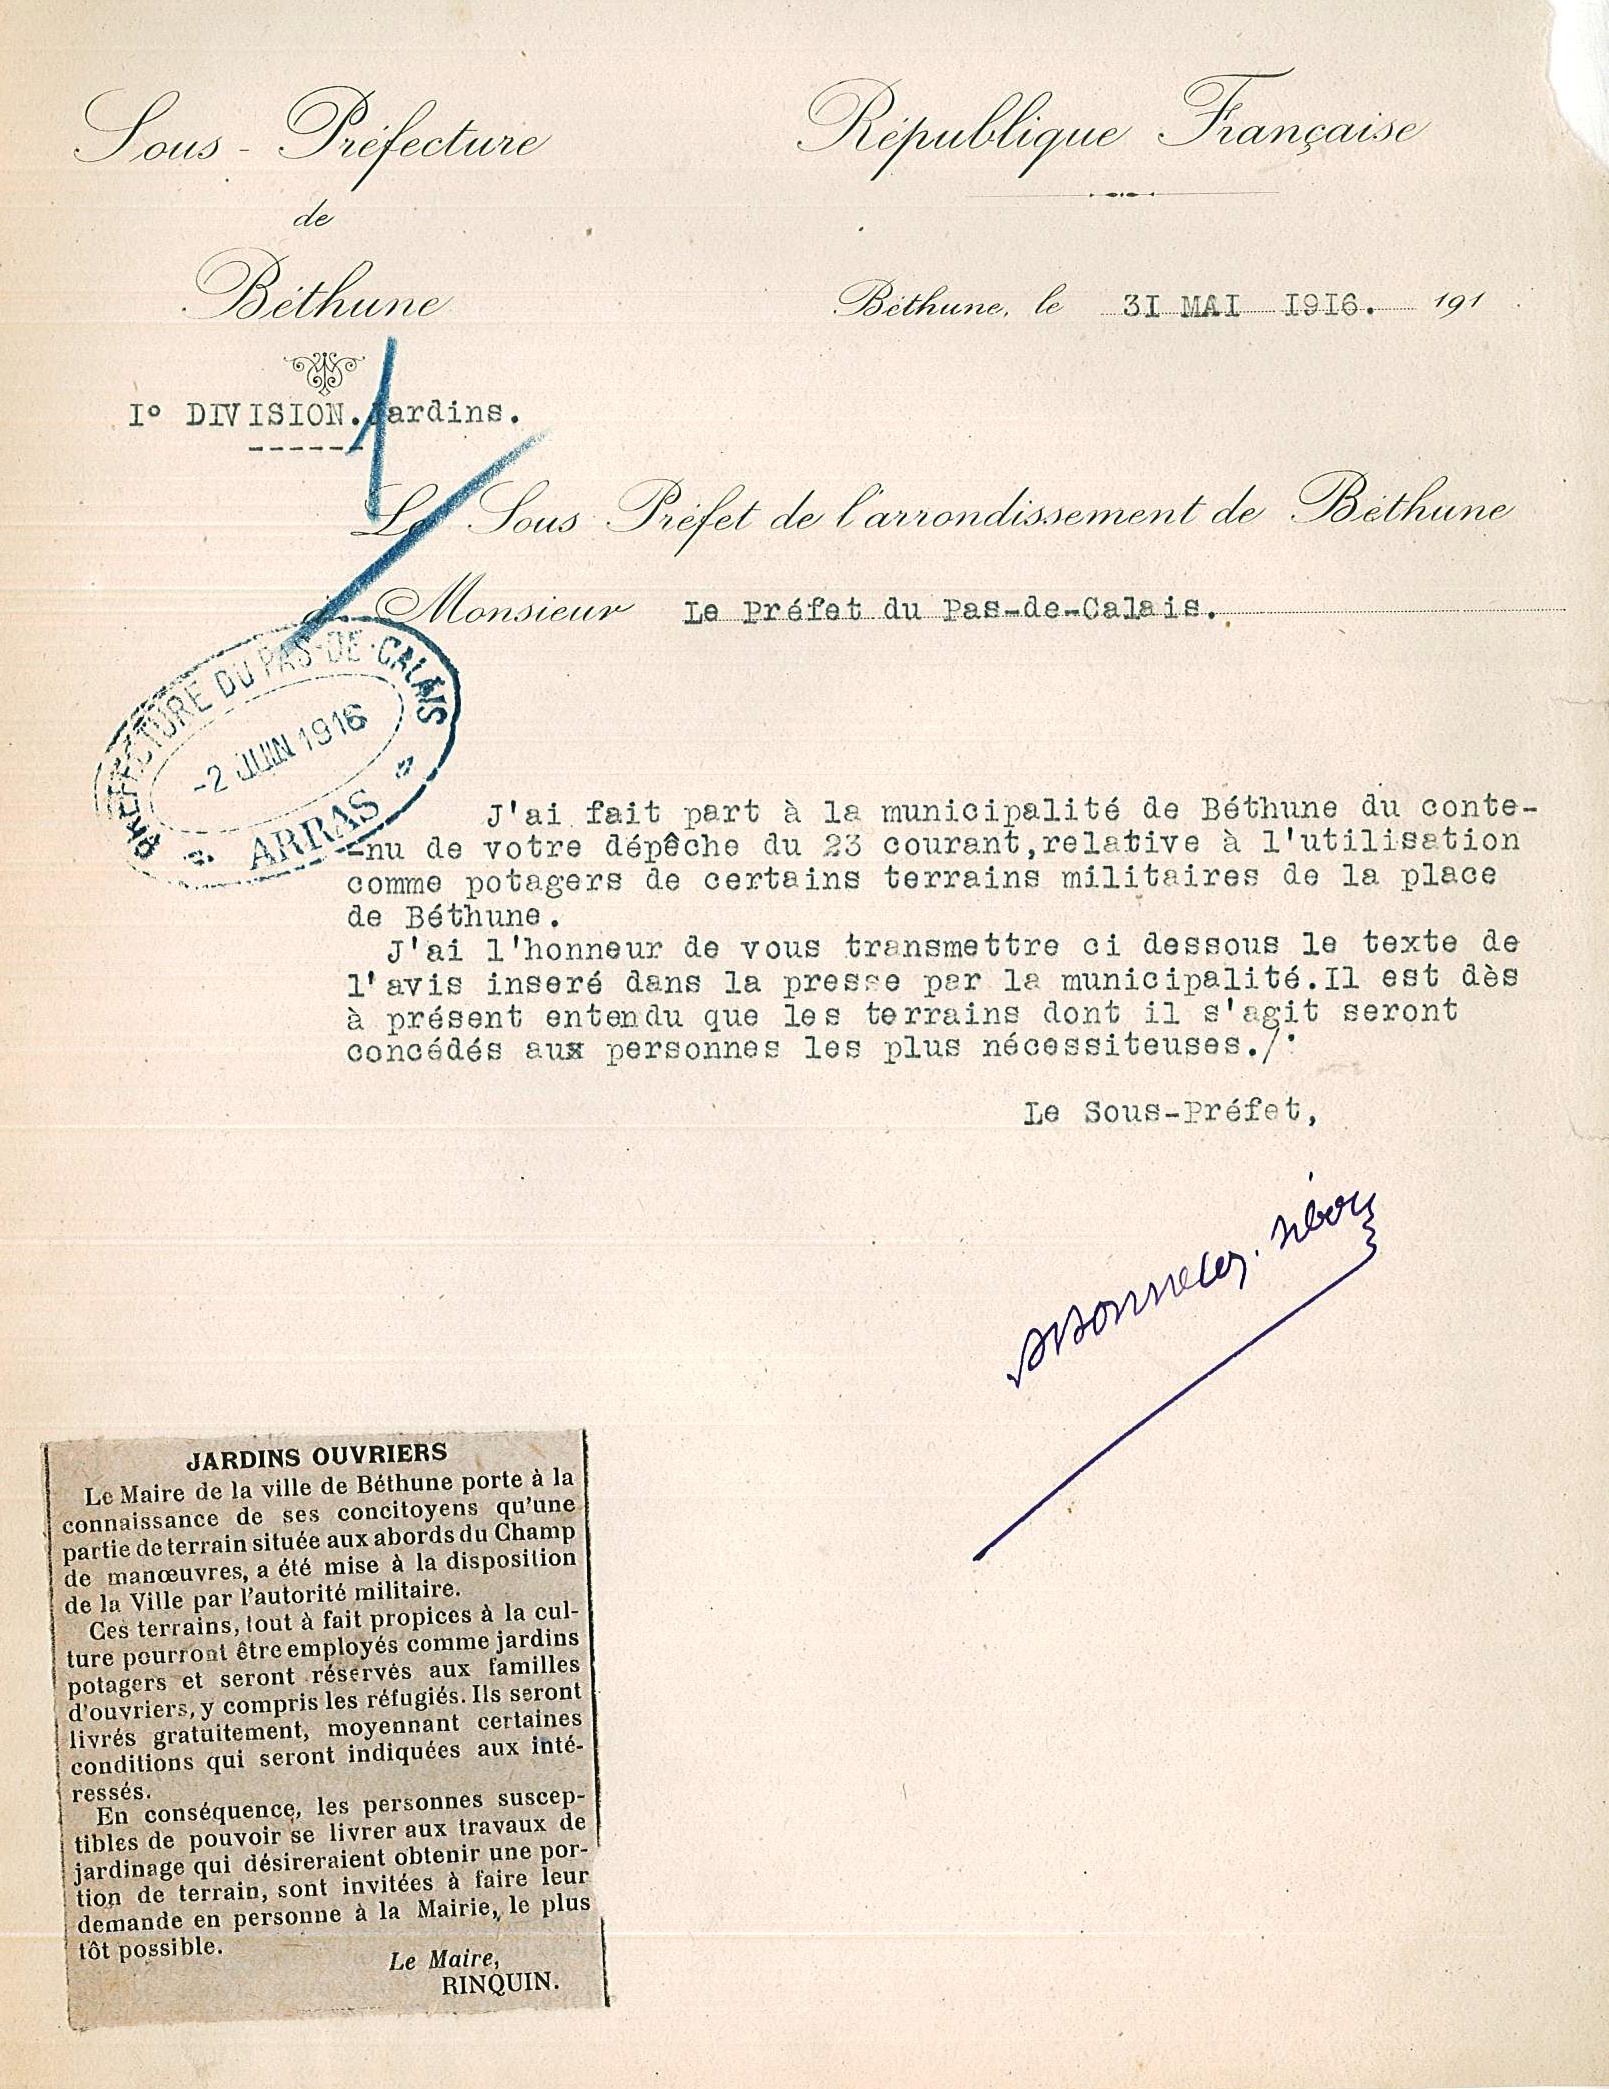 Sous-Préfecture
de
Béthune
République Française
Béthune, le 31 MAI 1916. 191
I° DIVISION. Jardins.
Le Sous Préfet de l'arrondissement de Béthune
à Monsieur Le Préfet du Pas-de-Calais.
PREFECTURE DU PAS-DE-CALAIS
-2 JUIN 1916
ARRAS
J'ai fait part à la municipalité de Béthune du conte-
-nu de votre dépêche du 23 courant,relative à l'utilisation
comme potagers de certains terrains militaires de la place
de Béthune.
J'ai l'honneur de vous transmettre ci dessous le texte de
l'avis inseré dans la presse par la municipalité.Il est dès
à présent entendu que les terrains dont il s'agit seront
concédés aux personnes les plus nécessiteuses./.
Le Sous-Préfet,
JARDINS OUVRIERS
Le Maire de la ville de Béthune porte à la
connaissance de ses concitoyens qu'une
partie de terrain située aux abords du Champ
de manœuvres, a été mise à la disposition
de la Ville par l'autorité militaire.
Ces terrains, tout à fait propices à la cul-
ture pourront être employés comme jardins
potagers et seront réservés aux familles
d'ouvriers, y compris les réfugiés. Ils seront
livrés gratuitement, moyennant certaines
conditions qui seront indiquées aux inté-
ressés.
En conséquence, les personnes suscep-
tibles de pouvoir se livrer aux travaux de
jardinage qui désireraient obtenir une por-
tion de terrain, sont invitées à faire leur
demande en personne à la Mairie, le plus
tôt possible.
Le Maire,
RINQUIN.